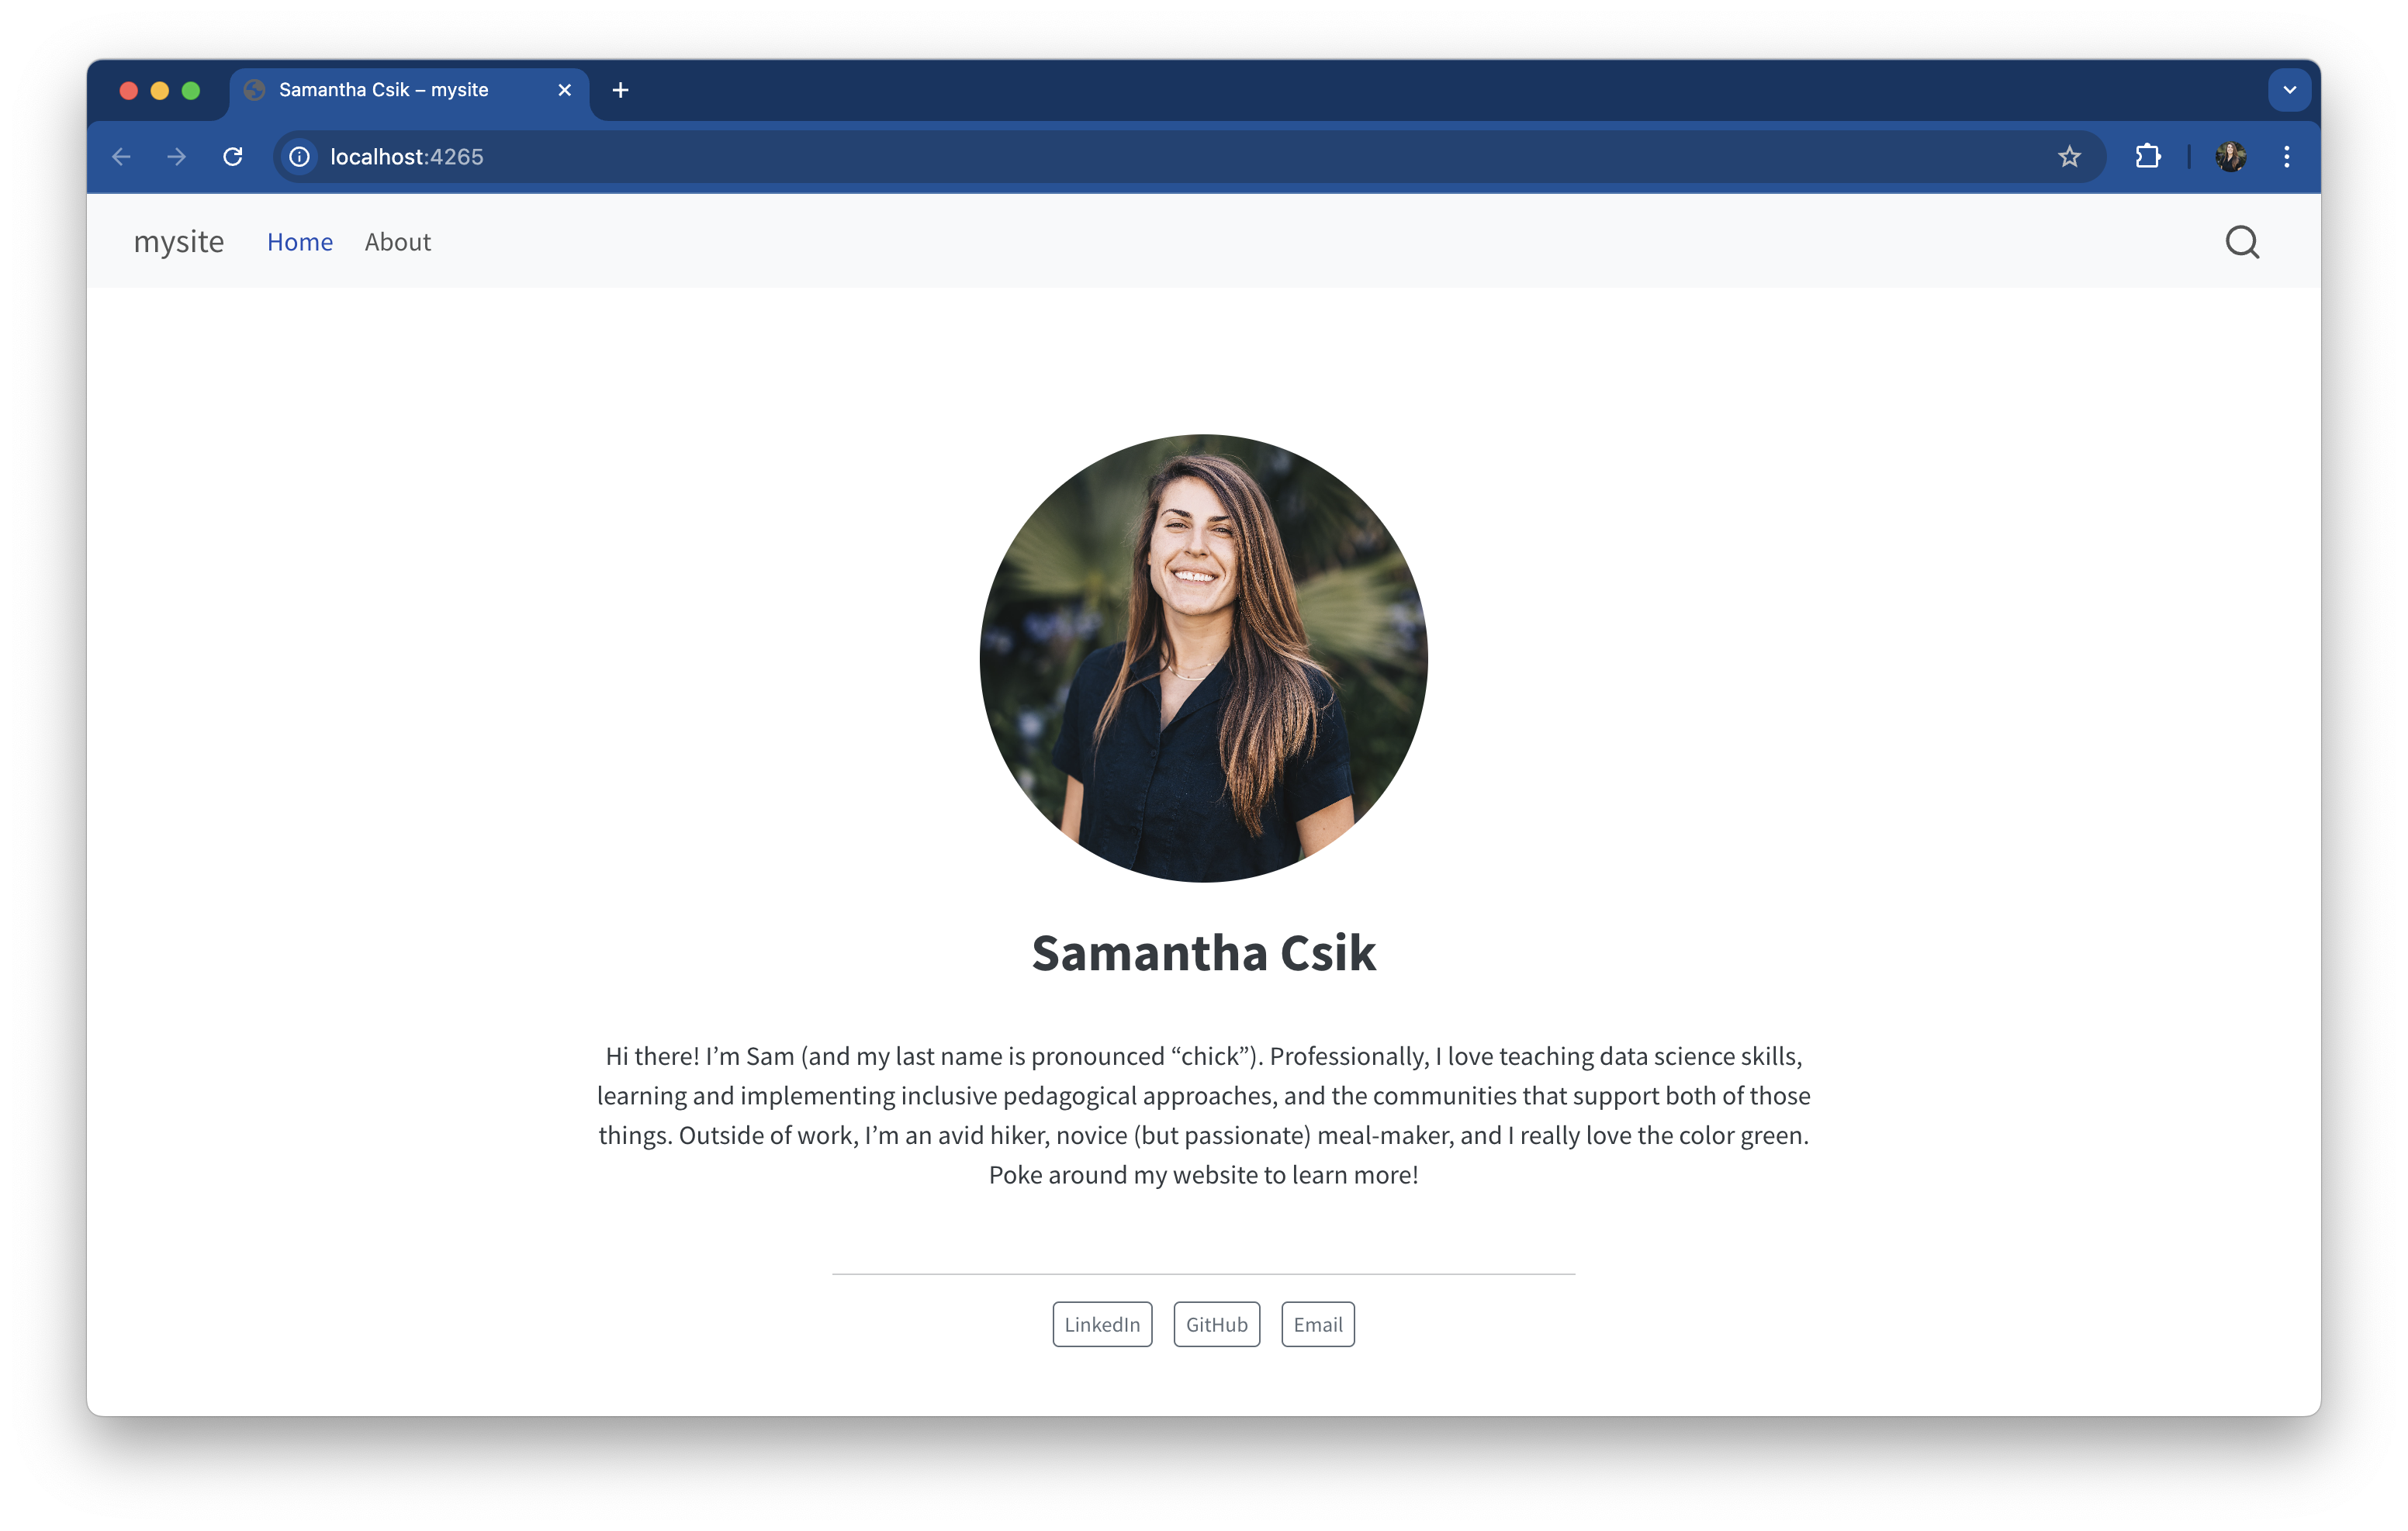 Samantha Csik – mysite
localhost:4265
mysite Home About
Samantha Csik
Hi there! I’m Sam (and my last name is pronounced “chick”). Professionally, I love teaching data science skills,
learning and implementing inclusive pedagogical approaches, and the communities that support both of those
things. Outside of work, I’m an avid hiker, novice (but passionate) meal-maker, and I really love the color green.
Poke around my website to learn more!
LinkedIn GitHub Email